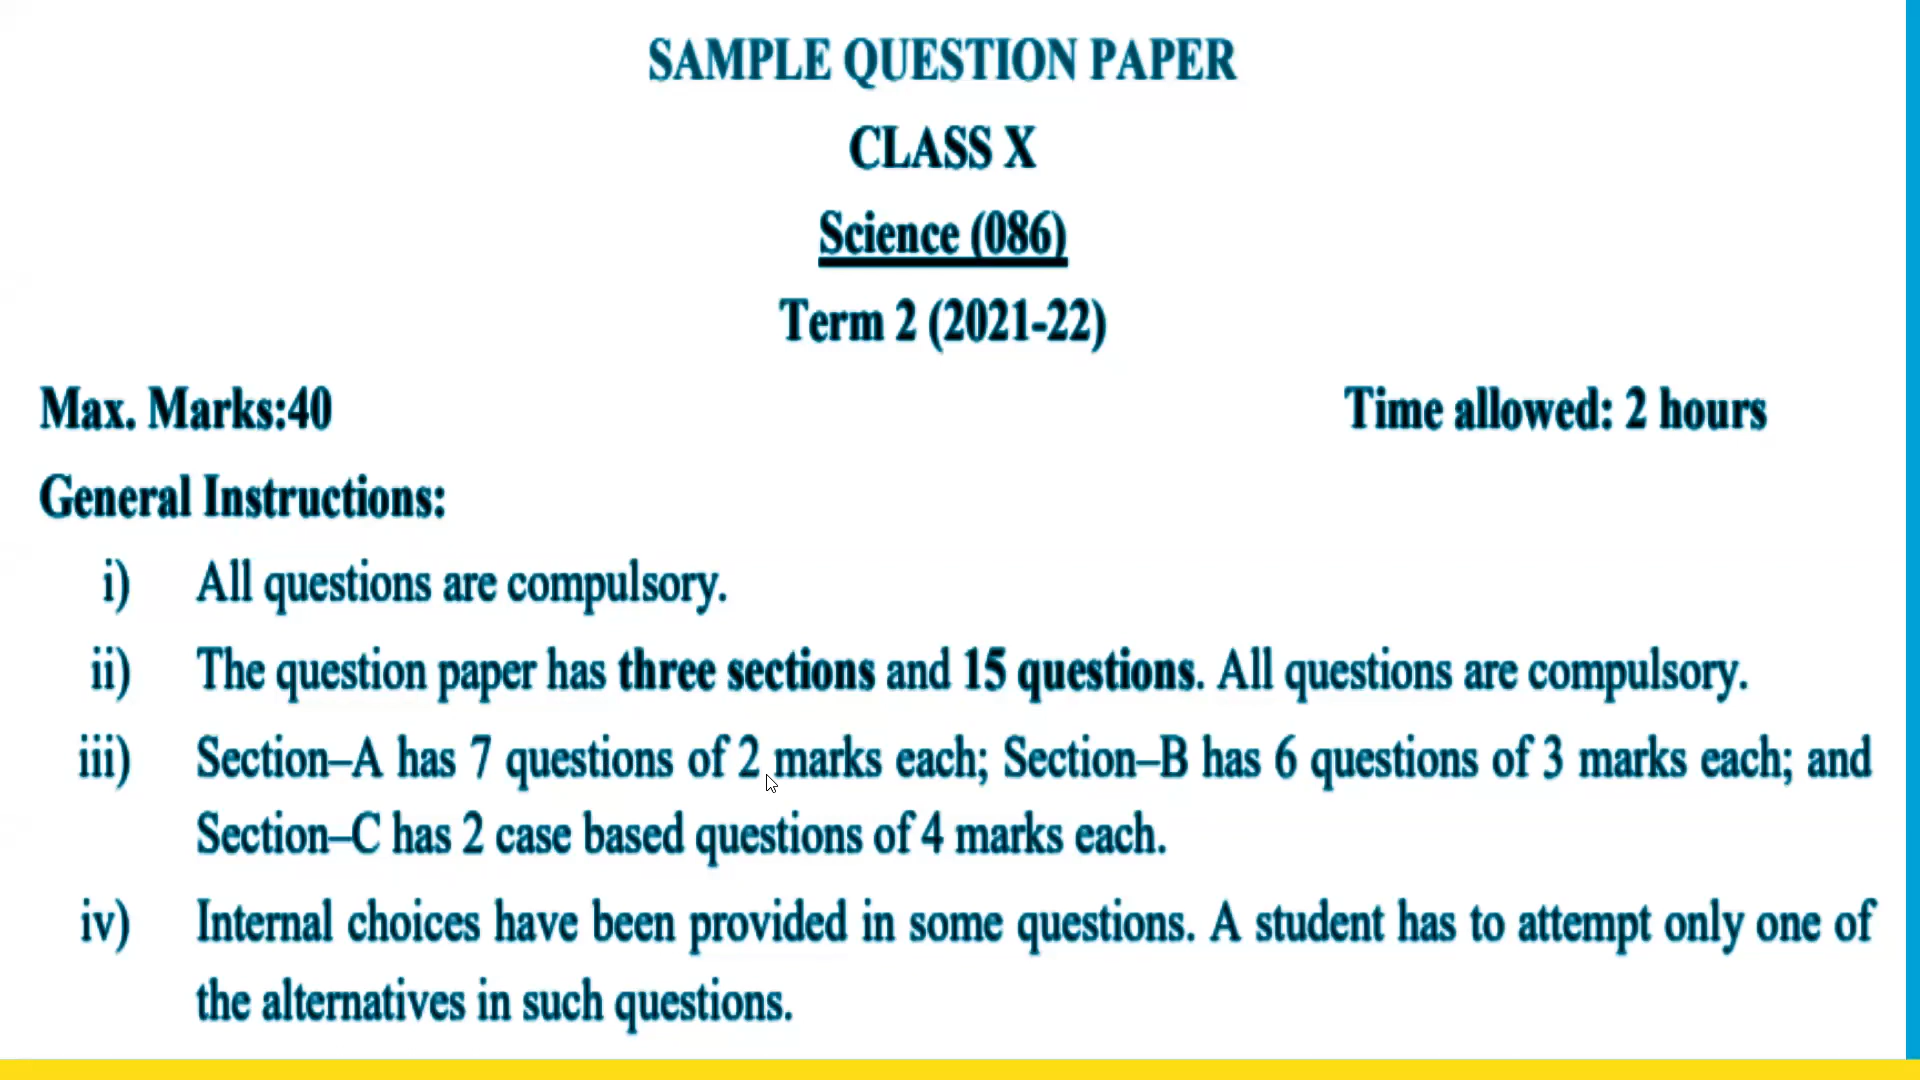 SAMPLE QUESTION PAPER
CLASS X
Science (086)
Term 2 (2021-22)
Max. Marks:40 Time allowed: 2 hours
General Instructions:
i) All questions are compulsory.
ii) The question paper has three sections and 15 questions. All questions are compulsory.
iii) Section–A has 7 questions of 2 marks each; Section–B has 6 questions of 3 marks each; and
Section–C has 2 case based questions of 4 marks each.
iv) Internal choices have been provided in some questions. A student has to attempt only one of
the alternatives in such questions.